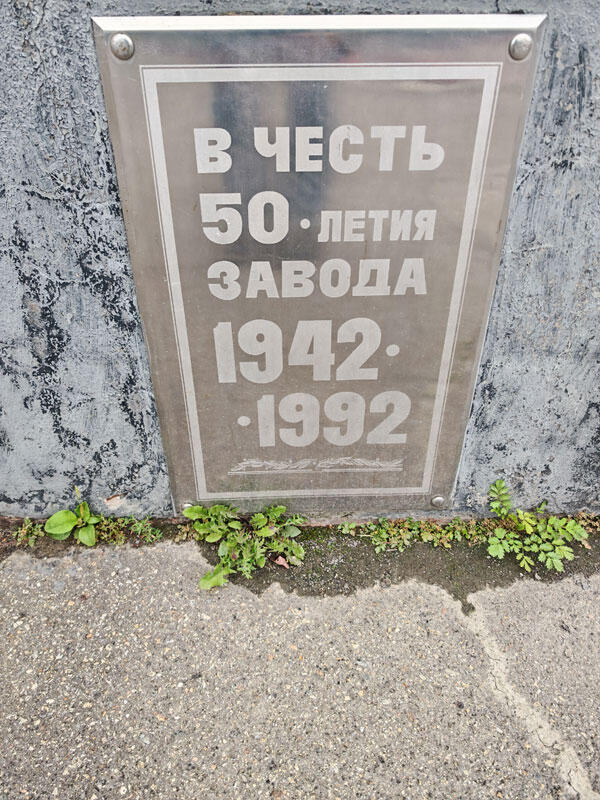 В ЧЕСТЬ
50·ЛЕТИЯ
ЗАВОДА
1942·
·1992